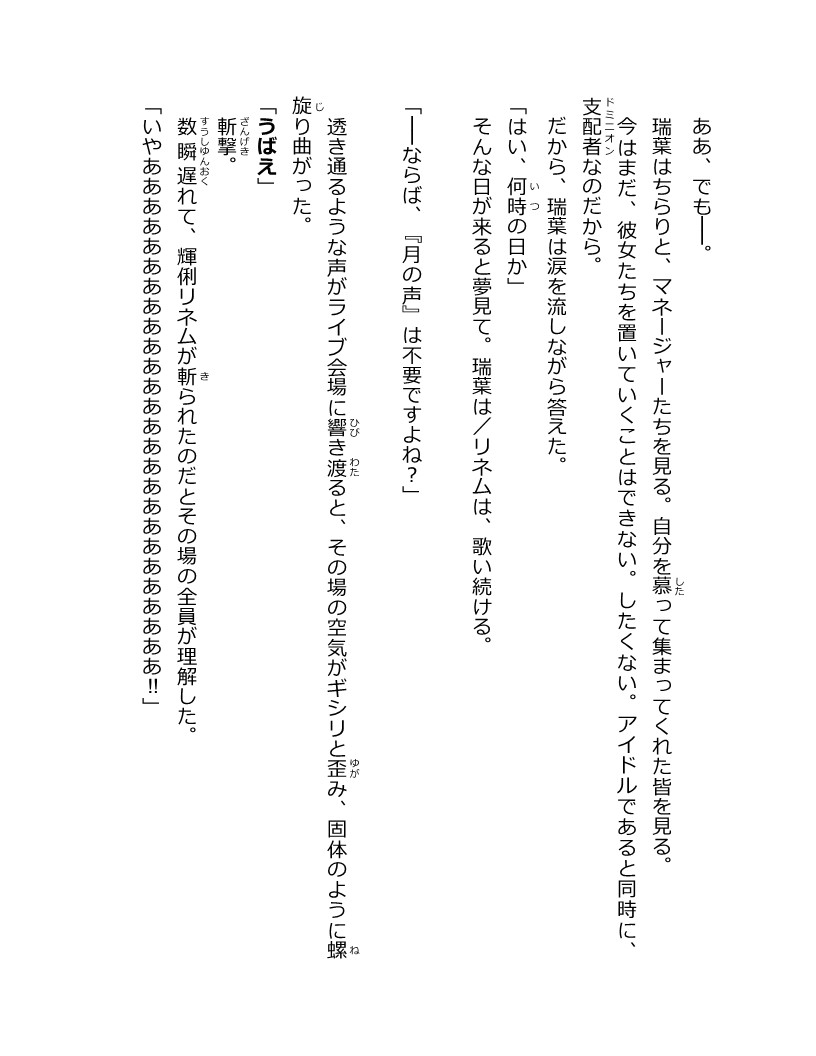 ああ、でも――。
瑞葉はちらりと、マネージャーたちを見る。自分を慕って集まってくれた皆を見る。
今はまだ、彼女たちを置いていくことはできない。したくない。アイドルであると同時に、
支配者なのだから。
だから、瑞葉は涙を流しながら答えた。
「はい、何時の日か」
そんな日が来ると夢見て。瑞葉は／リネムは、歌い続ける。
「――ならば、『月の声』は不要ですよね？」
透き通るような声がライブ会場に響き渡ると、その場の空気がギシリと歪み、固体のように螺
旋り曲がった。
「うばえ」
斬撃。
数瞬遅れて、輝俐リネムが斬られたのだとその場の全員が理解した。
「いやああああああああああああああああああああああああああ‼」